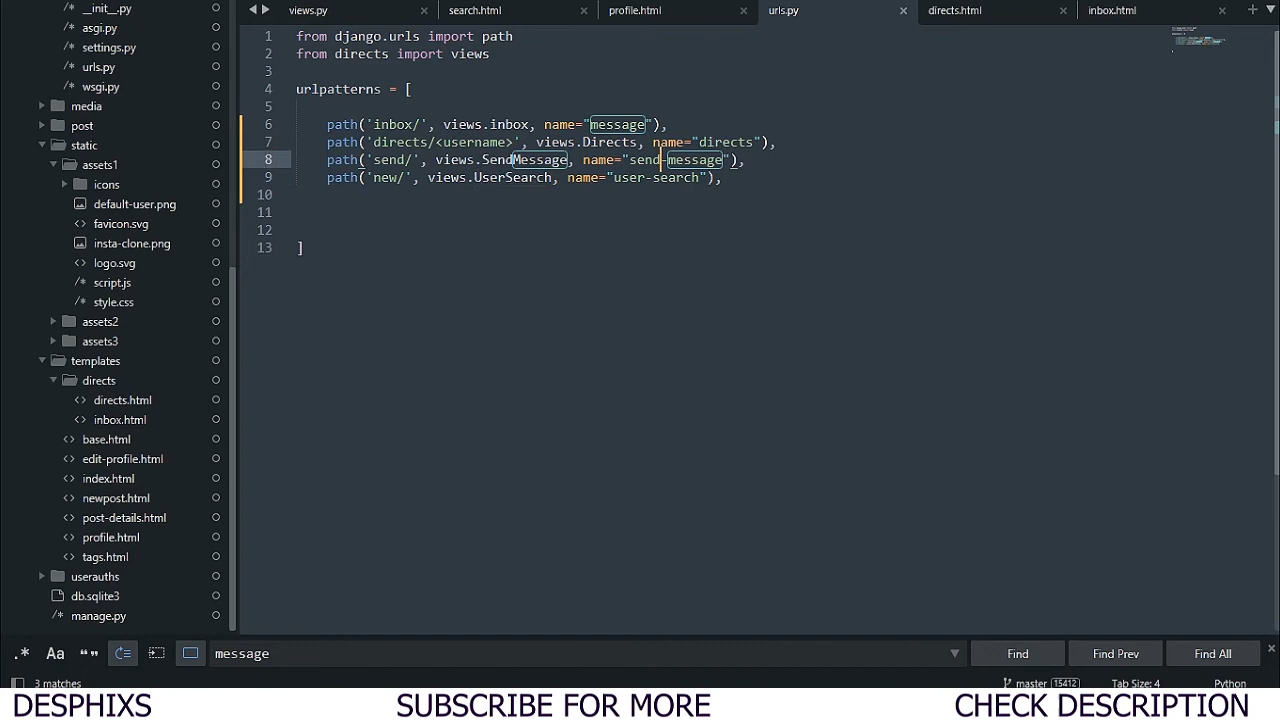 __init__.py
asgi.py
settings.py
urls.py
wsgi.py
media
post
static
assets1
icons
default-user.png
favicon.svg
insta-clone.png
logo.svg
script.js
style.css
assets2
assets3
templates
directs
directs.html
inbox.html
base.html
edit-profile.html
index.html
newpost.html
post-details.html
profile.html
tags.html
userauths
db.sqlite3
manage.py
views.py search.html profile.html urls.py directs.html inbox.html
1 from django.urls import path
2 from directs import views
3
4 urlpatterns = [
5
6 path('inbox/', views.inbox, name="message"),
7 path('directs/<username>', views.Directs, name="directs"),
8 path('send/', views.SendMessage, name="send-message"),
9 path('new/', views.UserSearch, name="user-search"),
10
11
12
13 ]
.* Aa “” message Find Find Prev Find All
3 matches master 15412 Tab Size: 4 Python
DESPHIXS SUBSCRIBE FOR MORE CHECK DESCRIPTION